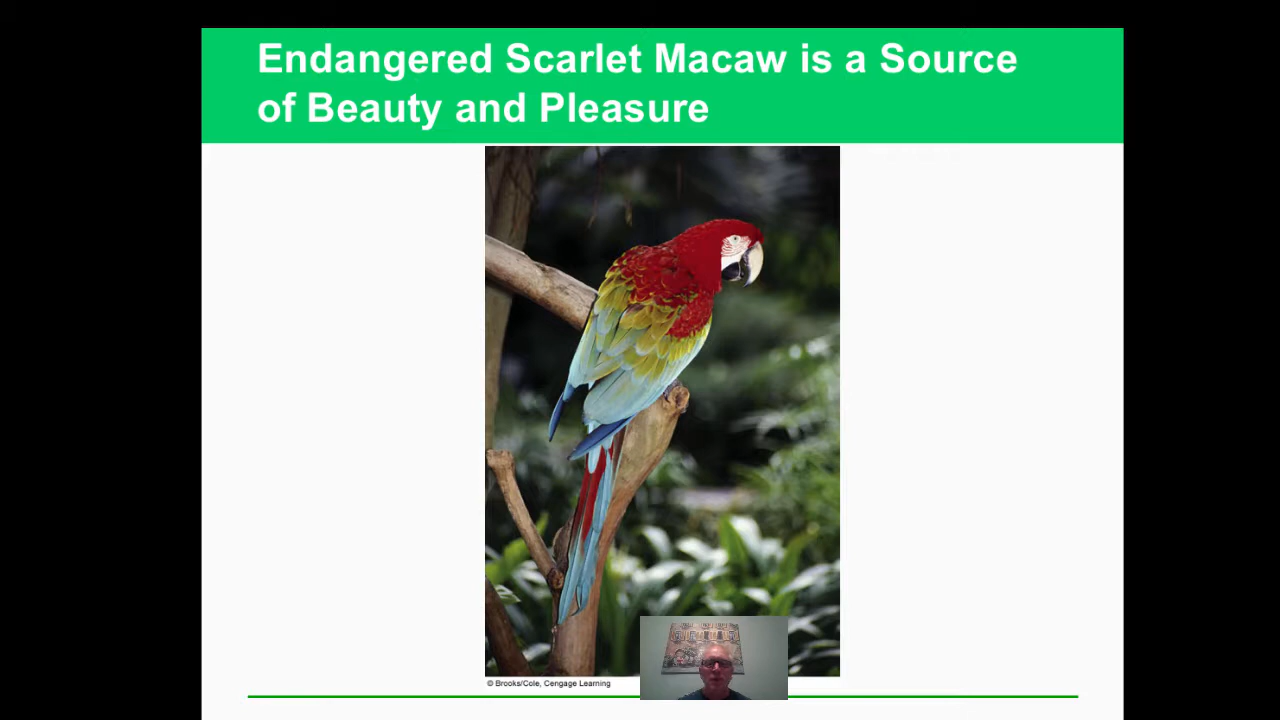 Endangered Scarlet Macaw is a Source
of Beauty and Pleasure
© Brooks/Cole, Cengage Learning